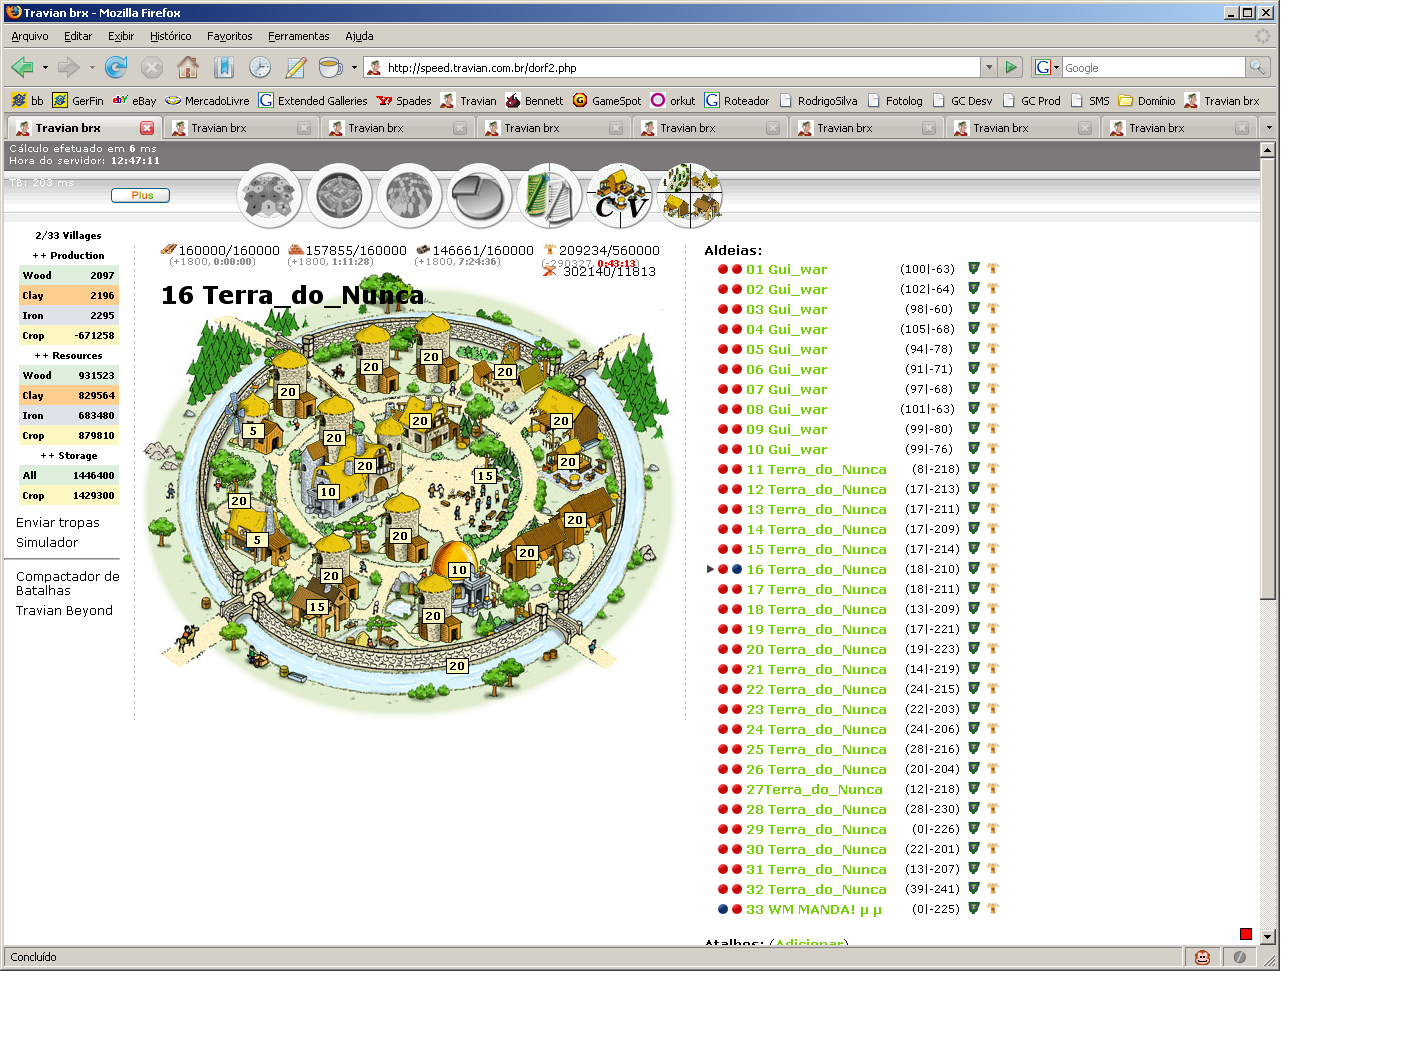 Travian brx - Mozilla Firefox
Arquivo Editar Exibir Histórico Favoritos Ferramentas Ajuda
http://speed.travian.com.br/dorf2.php
Google
bb GerFin eBay MercadoLivre Extended Galleries Spades Travian Bennett GameSpot orkut Roteador RodrigoSilva Fotolog GC Desv GC Prod SMS Domínio Travian brx
Travian brx Travian brx Travian brx Travian brx Travian brx Travian brx Travian brx Travian brx
Cálculo efetuado em 6 ms
Hora do servidor: 12:47:11
TB: 203 ms
Plus
C V
2/33 Villages
++ Production
Wood 2097
Clay 2196
Iron 2295
Crop -671258
++ Resources
Wood 931523
Clay 829564
Iron 683480
Crop 879810
++ Storage
All 1446400
Crop 1429300
Enviar tropas
Simulador
Compactador de
Batalhas
Travian Beyond
160000/160000 157855/160000 146661/160000 209234/560000
(+1800, 0:00:00) (+1800, 1:11:28) (+1800, 7:24:36) (-290327, 0:43:13)
302140/11813
16 Terra_do_Nunca
20
20
20
20
20
20
20
5
20
20
20
15
10
20
20
20
5
20
10
20
15
20
20
Aldeias:
01 Gui_war (100|-63)
02 Gui_war (102|-64)
03 Gui_war (98|-60)
04 Gui_war (105|-68)
05 Gui_war (94|-78)
06 Gui_war (91|-71)
07 Gui_war (97|-68)
08 Gui_war (101|-63)
09 Gui_war (99|-80)
10 Gui_war (99|-76)
11 Terra_do_Nunca (8|-218)
12 Terra_do_Nunca (17|-213)
13 Terra_do_Nunca (17|-211)
14 Terra_do_Nunca (17|-209)
15 Terra_do_Nunca (17|-214)
16 Terra_do_Nunca (18|-210)
17 Terra_do_Nunca (18|-211)
18 Terra_do_Nunca (13|-209)
19 Terra_do_Nunca (17|-221)
20 Terra_do_Nunca (19|-223)
21 Terra_do_Nunca (14|-219)
22 Terra_do_Nunca (24|-215)
23 Terra_do_Nunca (22|-203)
24 Terra_do_Nunca (24|-206)
25 Terra_do_Nunca (28|-216)
26 Terra_do_Nunca (20|-204)
27Terra_do_Nunca (12|-218)
28 Terra_do_Nunca (28|-230)
29 Terra_do_Nunca (0|-226)
30 Terra_do_Nunca (22|-201)
31 Terra_do_Nunca (13|-207)
32 Terra_do_Nunca (39|-241)
33 WM MANDA! µ µ (0|-225)
Atalhos: (Adicionar)
Concluído